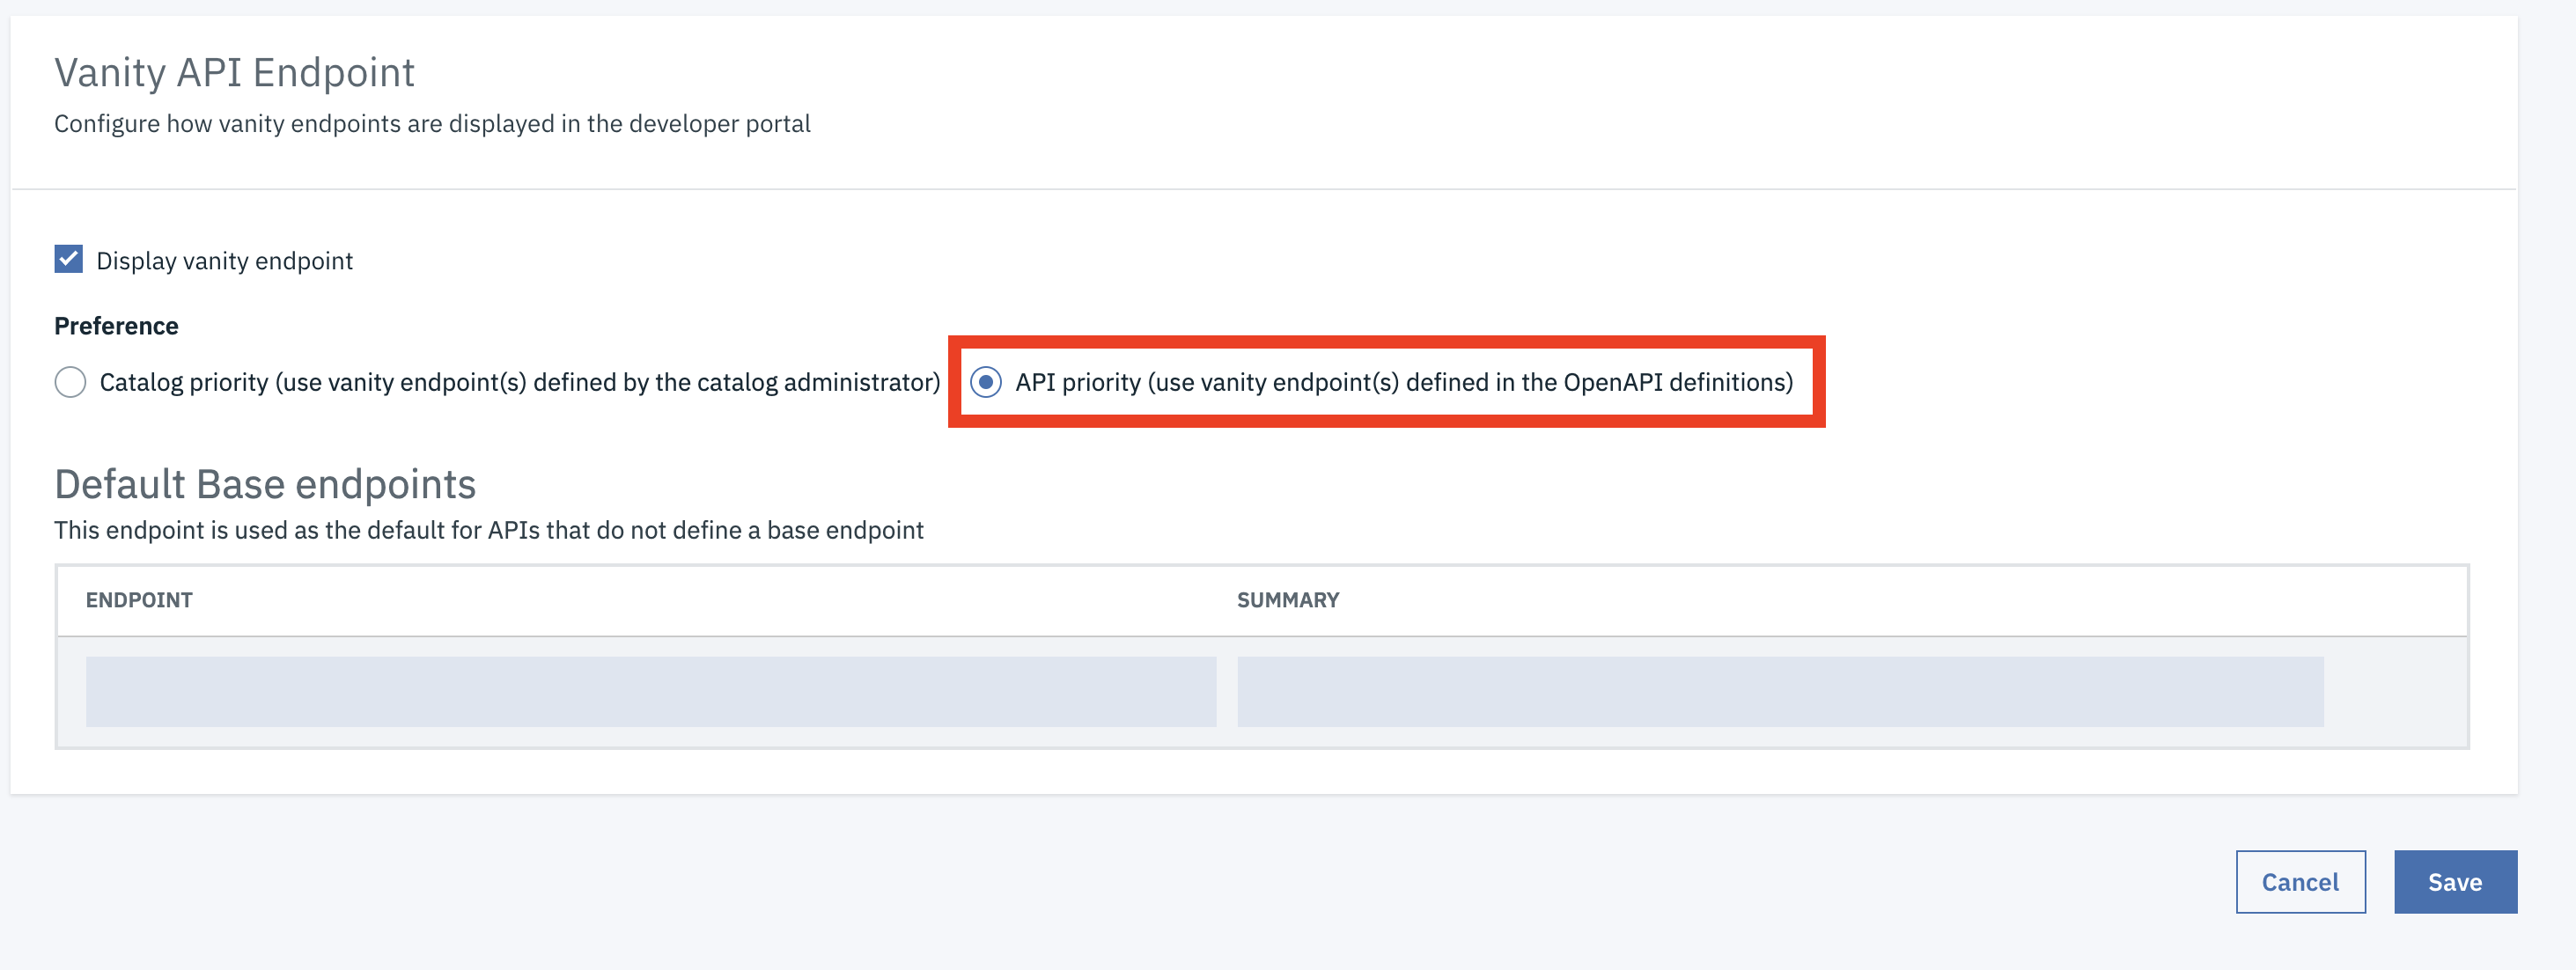 Vanity API Endpoint
Configure how vanity endpoints are displayed in the developer portal
Display vanity endpoint
Preference
Catalog priority (use vanity endpoint(s) defined by the catalog administrator) API priority (use vanity endpoint(s) defined in the OpenAPI definitions)
Default Base endpoints
This endpoint is used as the default for APIs that do not define a base endpoint
ENDPOINT SUMMARY
Cancel Save